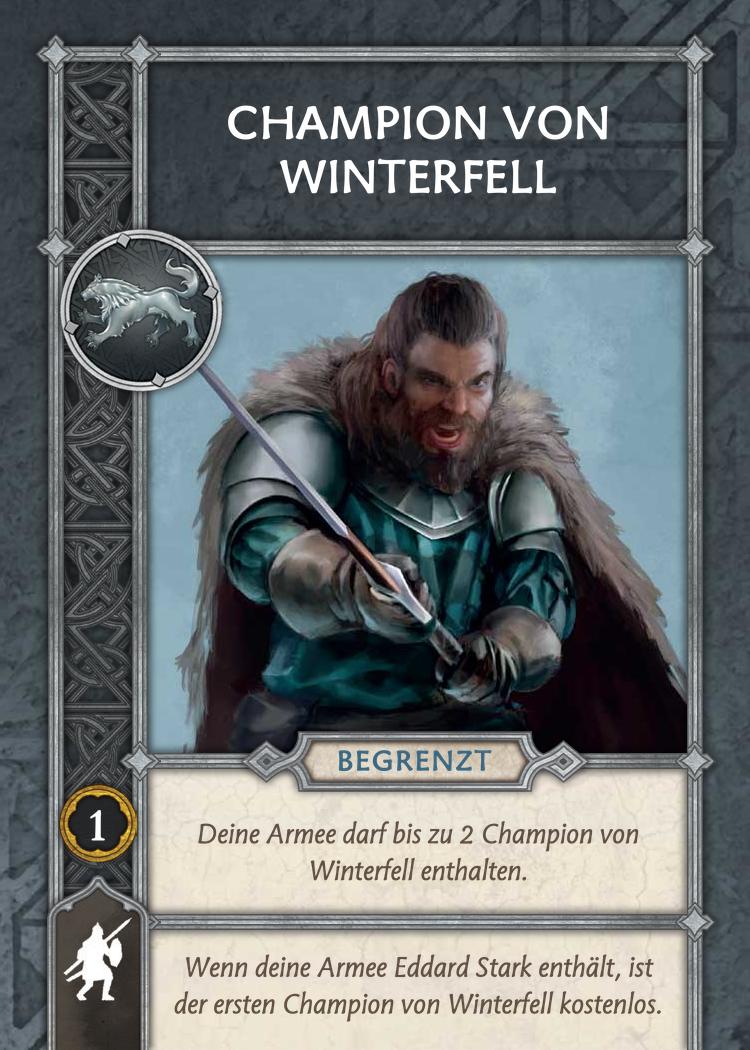 CHAMPION VON
WINTERFELL
BEGRENZT
1
Deine Armee darf bis zu 2 Champion von
Winterfell enthalten.
Wenn deine Armee Eddard Stark enthält, ist
der ersten Champion von Winterfell kostenlos.